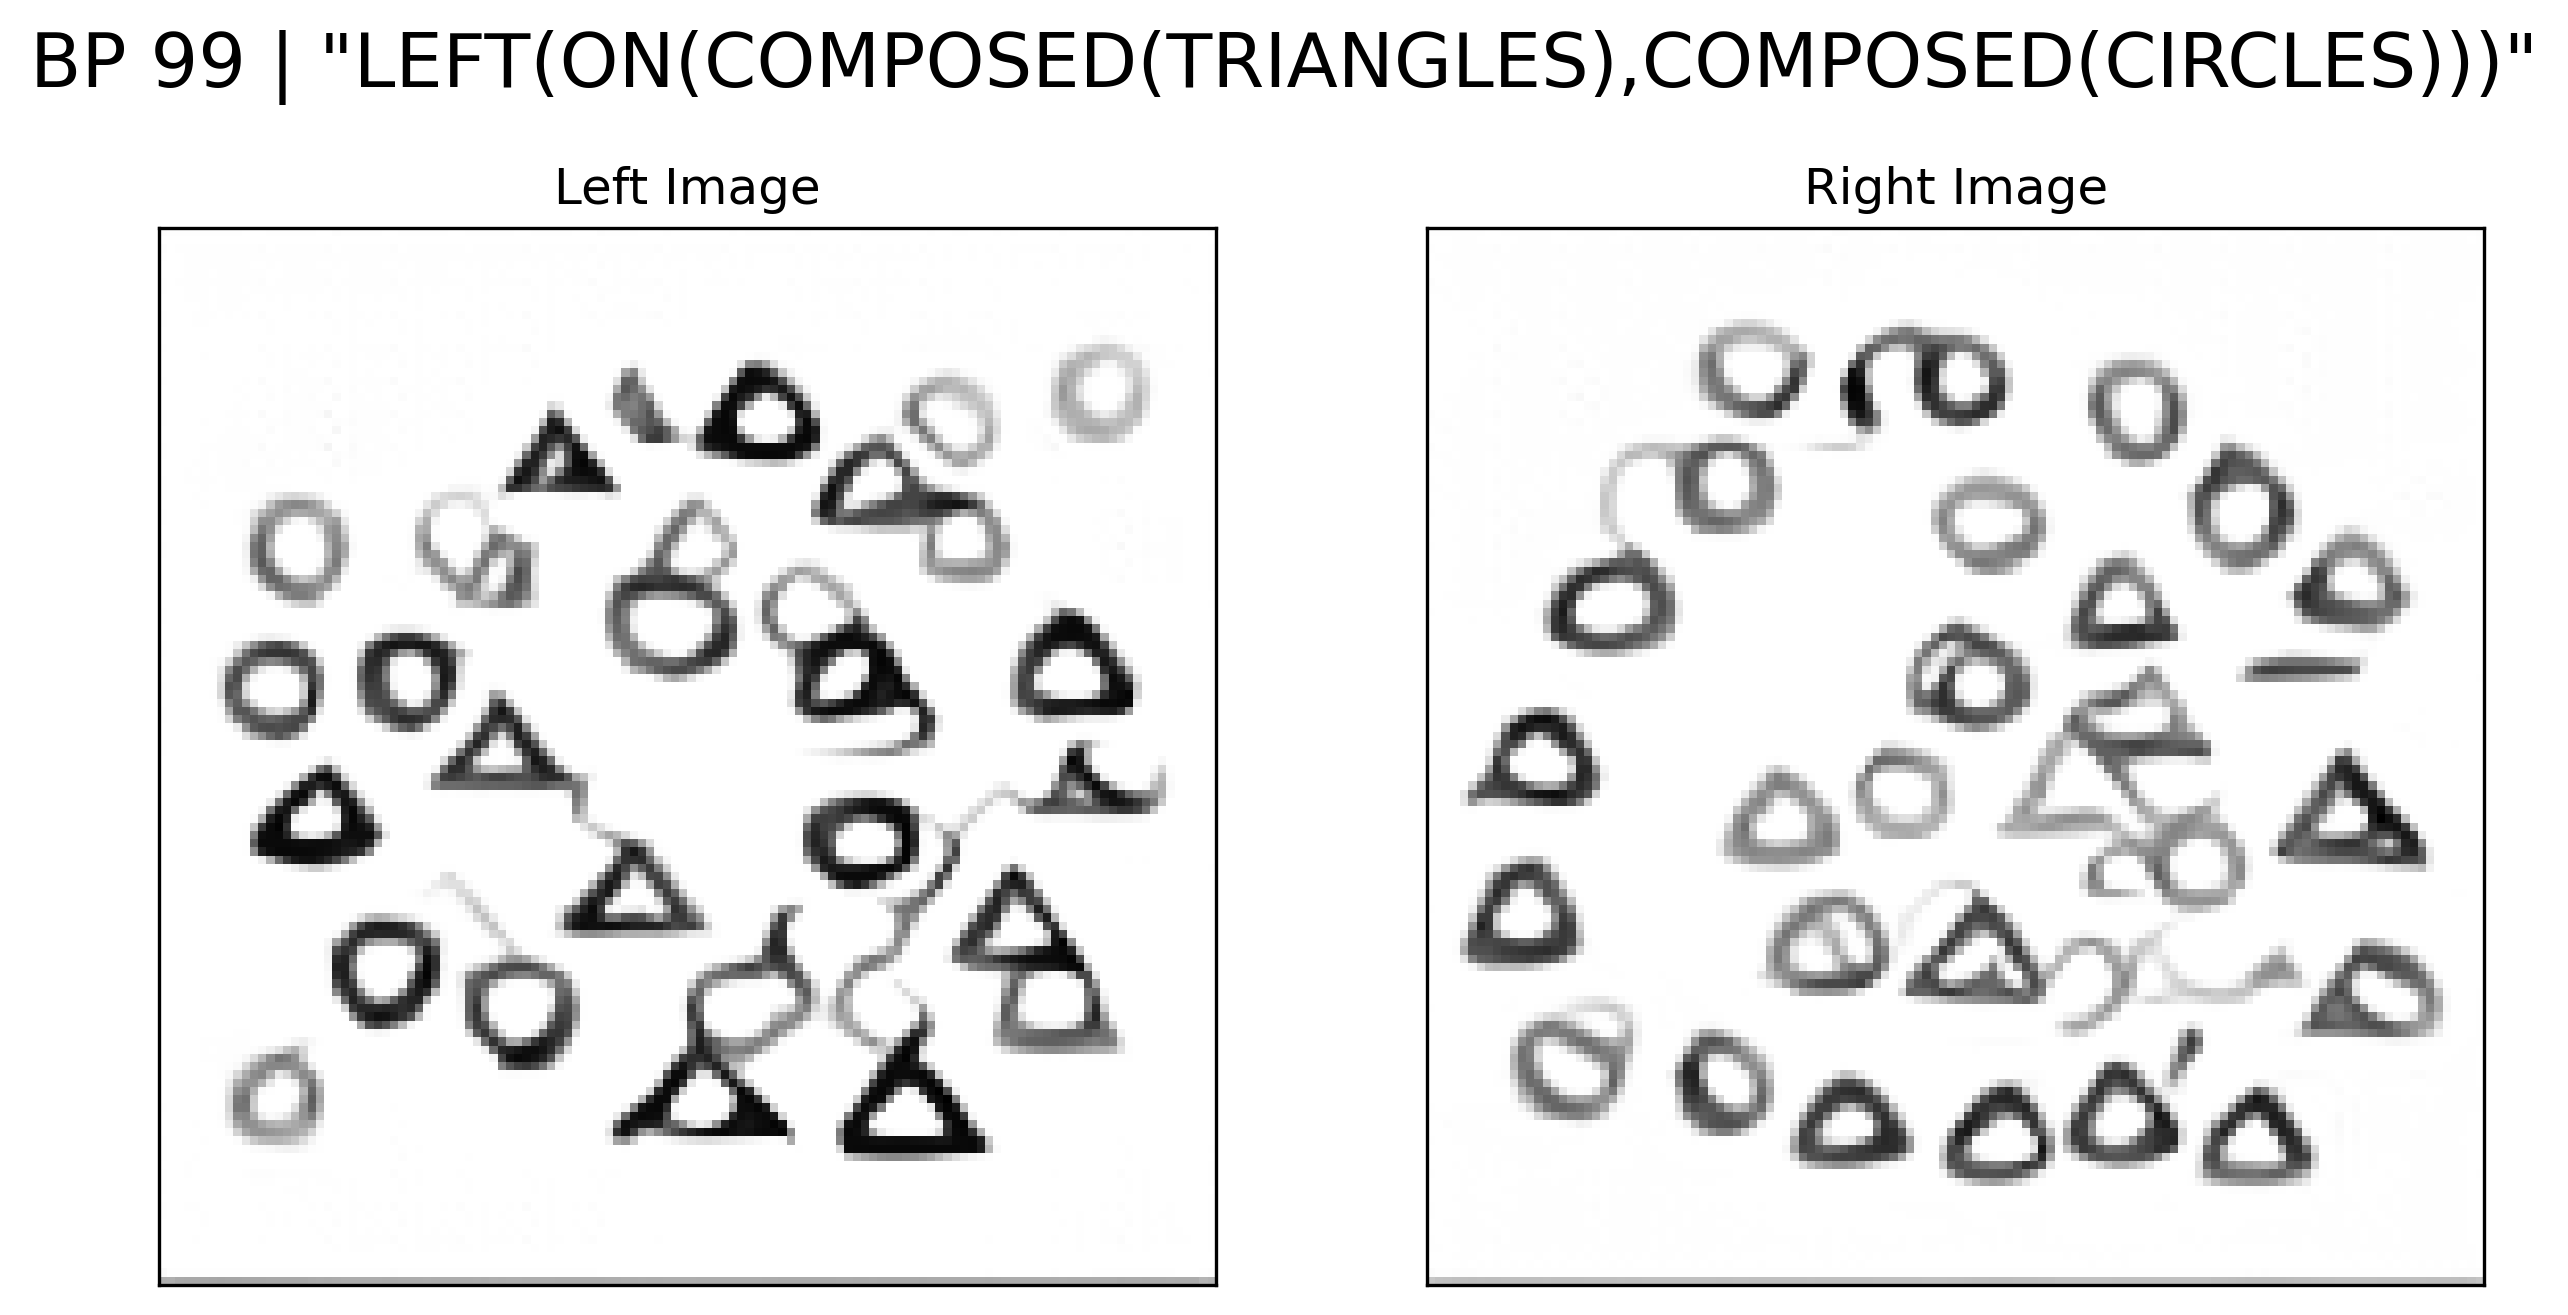 BP 99 | "LEFT(ON(COMPOSED(TRIANGLES),COMPOSED(CIRCLES)))"
Left Image
Right Image